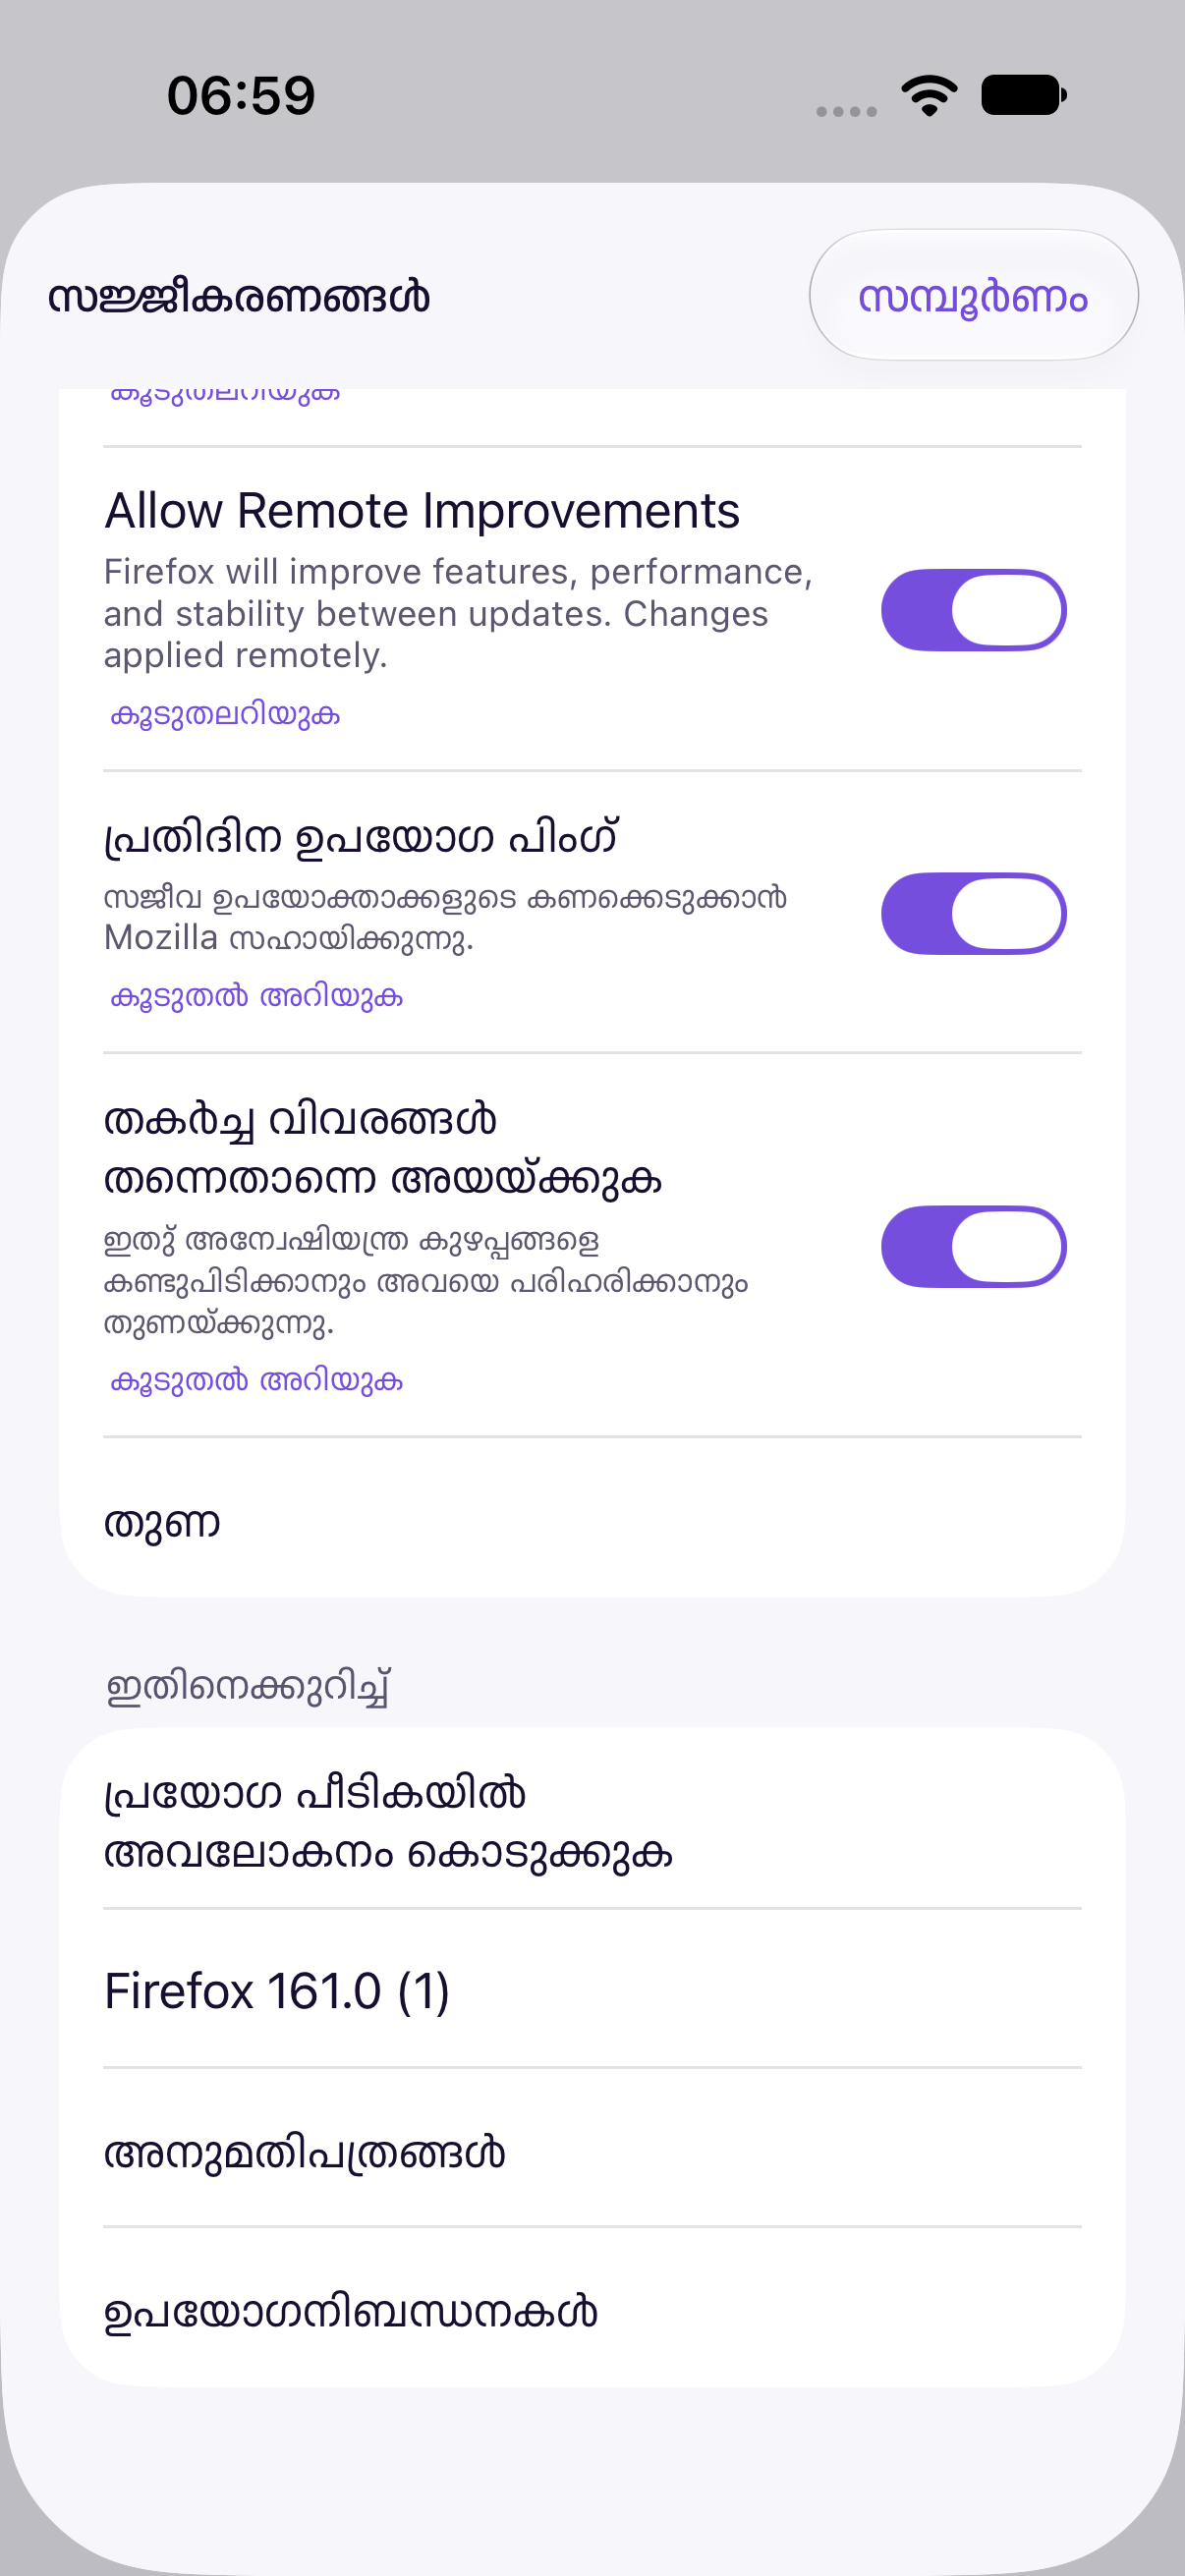 06:59
സജ്ജീകരണങ്ങൾ
സമ്പൂർണം
കൂടുതലറിയുക
Allow Remote Improvements
Firefox will improve features, performance,
and stability between updates. Changes
applied remotely.
കൂടുതലറിയുക
പ്രതിദിന ഉപയോഗ പിംഗ്
സജീവ ഉപയോക്താക്കളുടെ കണക്കെടുക്കാൻ
Mozilla സഹായിക്കുന്നു.
കൂടുതൽ അറിയുക
തകർച്ച വിവരങ്ങൾ
തന്നെതാന്നെ അയയ്ക്കുക
ഇതു് അന്വേഷിയന്ത്ര കുഴപ്പങ്ങളെ
കണ്ടുപിടിക്കാനും അവയെ പരിഹരിക്കാനും
തുണയ്ക്കുന്നു.
കൂടുതൽ അറിയുക
തുണ
ഇതിനെക്കുറിച്ച്
പ്രയോഗ പീടികയിൽ
അവലോകനം കൊടുക്കുക
Firefox 161.0 (1)
അനുമതിപത്രങ്ങൾ
ഉപയോഗനിബന്ധനകൾ